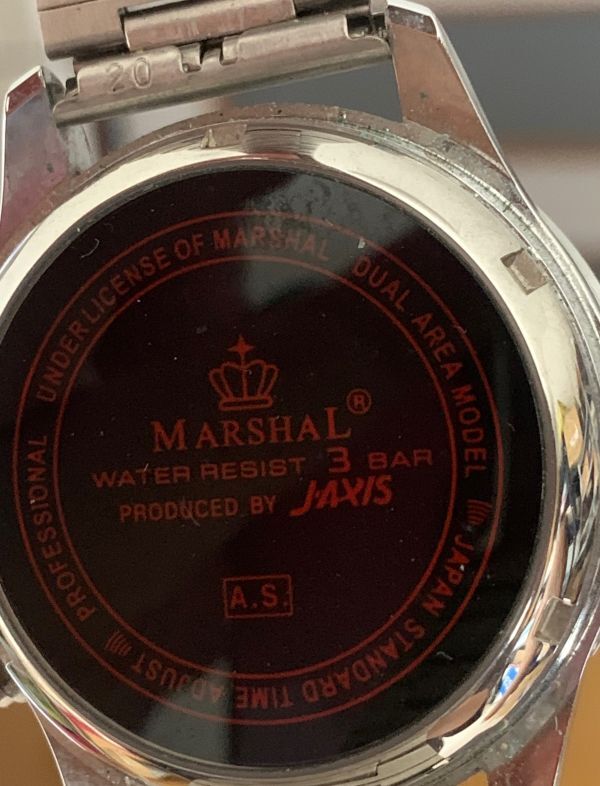 20
UNDER LICENSE OF MARSHAL DUAL AREA MODEL JAPAN STANDARD TIME ADJUST PROFESSIONAL
MARSHAL®
WATER RESIST 3 BAR
PRODUCED BY J-AXIS
A.S.